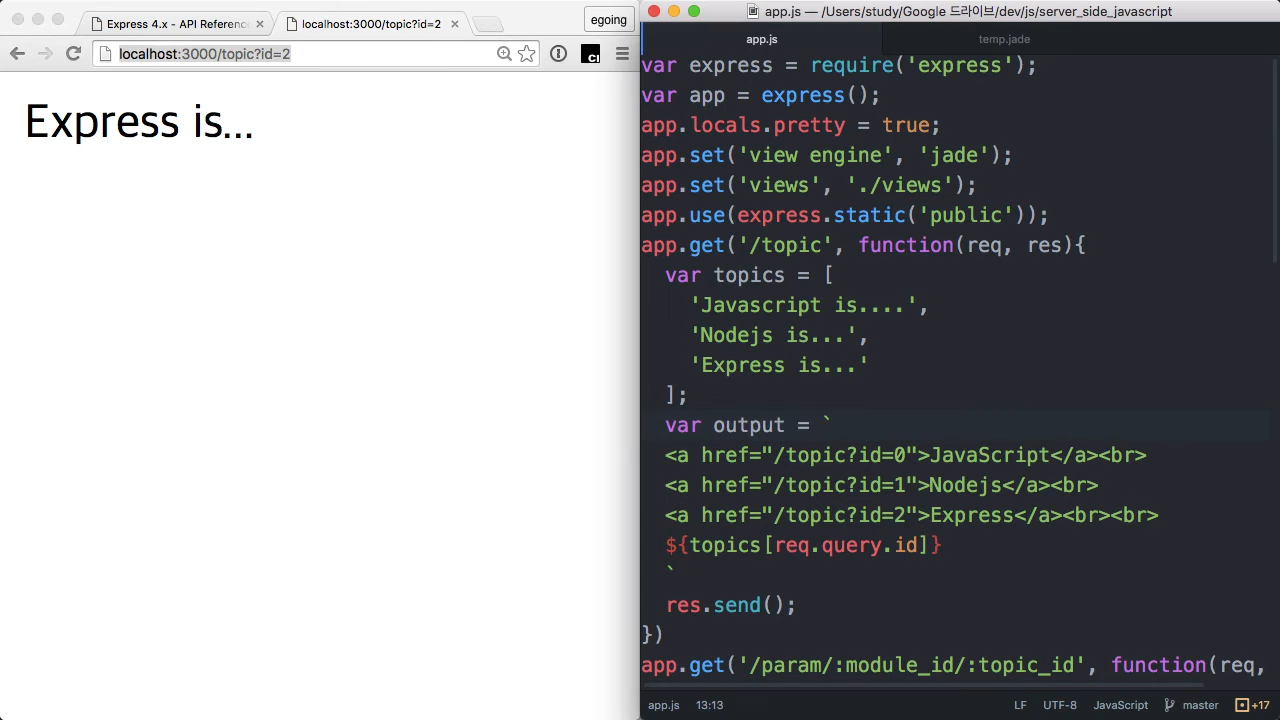 Express 4.x - API Referenc
localhost:3000/topic?id=2
egoing
localhost:3000/topic?id=2
Express is...
app.js — /Users/study/Google 드라이브/dev/js/server_side_javascript
app.js
temp.jade
var express = require('express');
var app = express();
app.locals.pretty = true;
app.set('view engine', 'jade');
app.set('views', './views');
app.use(express.static('public'));
app.get('/topic', function(req, res){
  var topics = [
    'Javascript is....',
    'Nodejs is...',
    'Express is...'
  ];
  var output = `
  <a href="/topic?id=0">JavaScript</a><br>
  <a href="/topic?id=1">Nodejs</a><br>
  <a href="/topic?id=2">Express</a><br><br>
  ${topics[req.query.id]}
  `
  res.send();
})
app.get('/param/:module_id/:topic_id', function(req,
app.js 13:13 LF UTF-8 JavaScript master +17